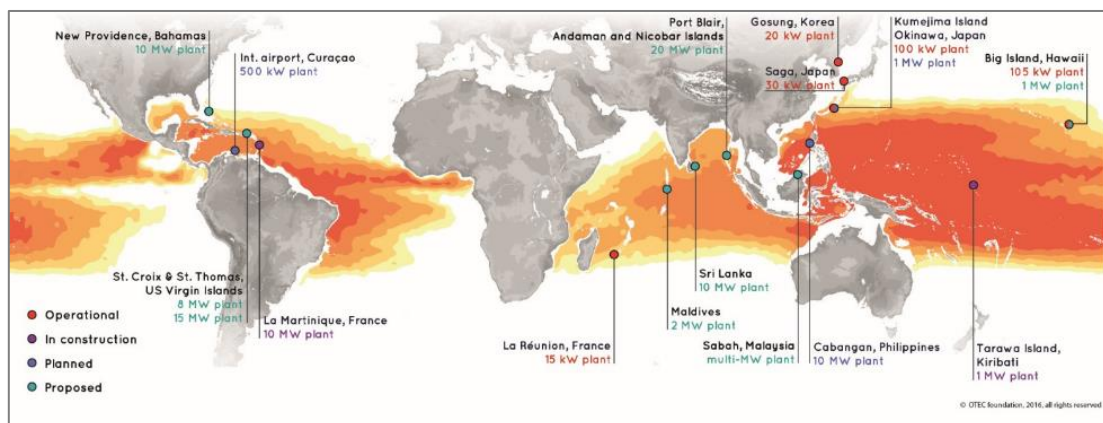 New Providence, Bahamas
10 MW plant
Int. airport, Curaçao
500 kW plant
Port Blair,
Andaman and Nicobar Islands
20 MW plant
Gosung, Korea
20 kW plant
Saga, Japan
30 kW plant
Kumejima Island
Okinawa, Japan
100 kW plant
1 MW plant
Big Island, Hawaii
105 kW plant
1 MW plant
St. Croix & St. Thomas,
US Virgin Islands
8 MW plant
15 MW plant
La Martinique, France
10 MW plant
La Réunion, France
15 kW plant
Maldives
2 MW plant
Sri Lanka
10 MW plant
Sabah, Malaysia
multi-MW plant
Cabangan, Philippines
10 MW plant
Tarawa Island,
Kiribati
1 MW plant
Operational
In construction
Planned
Proposed
© OTEC foundation, 2016, all rights reserved